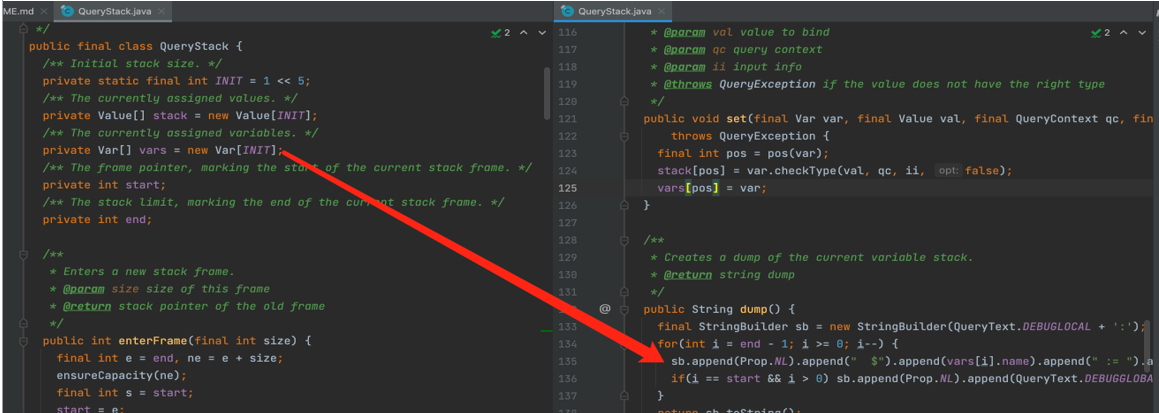 ME.md
QueryStack.java
*/
public final class QueryStack {
/** Initial stack size. */
private static final int INIT = 1 << 5;
/** The currently assigned values. */
private Value[] stack = new Value[INIT];
/** The currently assigned variables. */
private Var[] vars = new Var[INIT];
/** The frame pointer, marking the start of the current stack frame. */
private int start;
/** The stack limit, marking the end of the current stack frame. */
private int end;
/**
* Enters a new stack frame.
* @param size size of this frame
* @return stack pointer of the old frame
*/
public int enterFrame(final int size) {
final int e = end, ne = e + size;
ensureCapacity(ne);
final int s = start;
start = e;
2
QueryStack.java
2
116 * @param val value to bind
117 * @param qc query context
118 * @param ii input info
119 * @throws QueryException if the value does not have the right type
120 */
121 public void set(final Var var, final Value val, final QueryContext qc, fin
122 throws QueryException {
123 final int pos = pos(var);
124 stack[pos] = var.checkType(val, qc, ii, opt: false);
125 vars[pos] = var;
126 }
127
128 /**
129 * Creates a dump of the current variable stack.
130 * @return string dump
131 */
@ public String dump() {
133 final StringBuilder sb = new StringBuilder(QueryText.DEBUGLOCAL + ':');
134 for(int i = end - 1; i >= 0; i--) {
135 sb.append(Prop.NL).append(" $").append(vars[i].name).append(" := ").a
136 if(i == start && i > 0) sb.append(Prop.NL).append(QueryText.DEBUGGLOBA
137 }
138 return sb.toString();